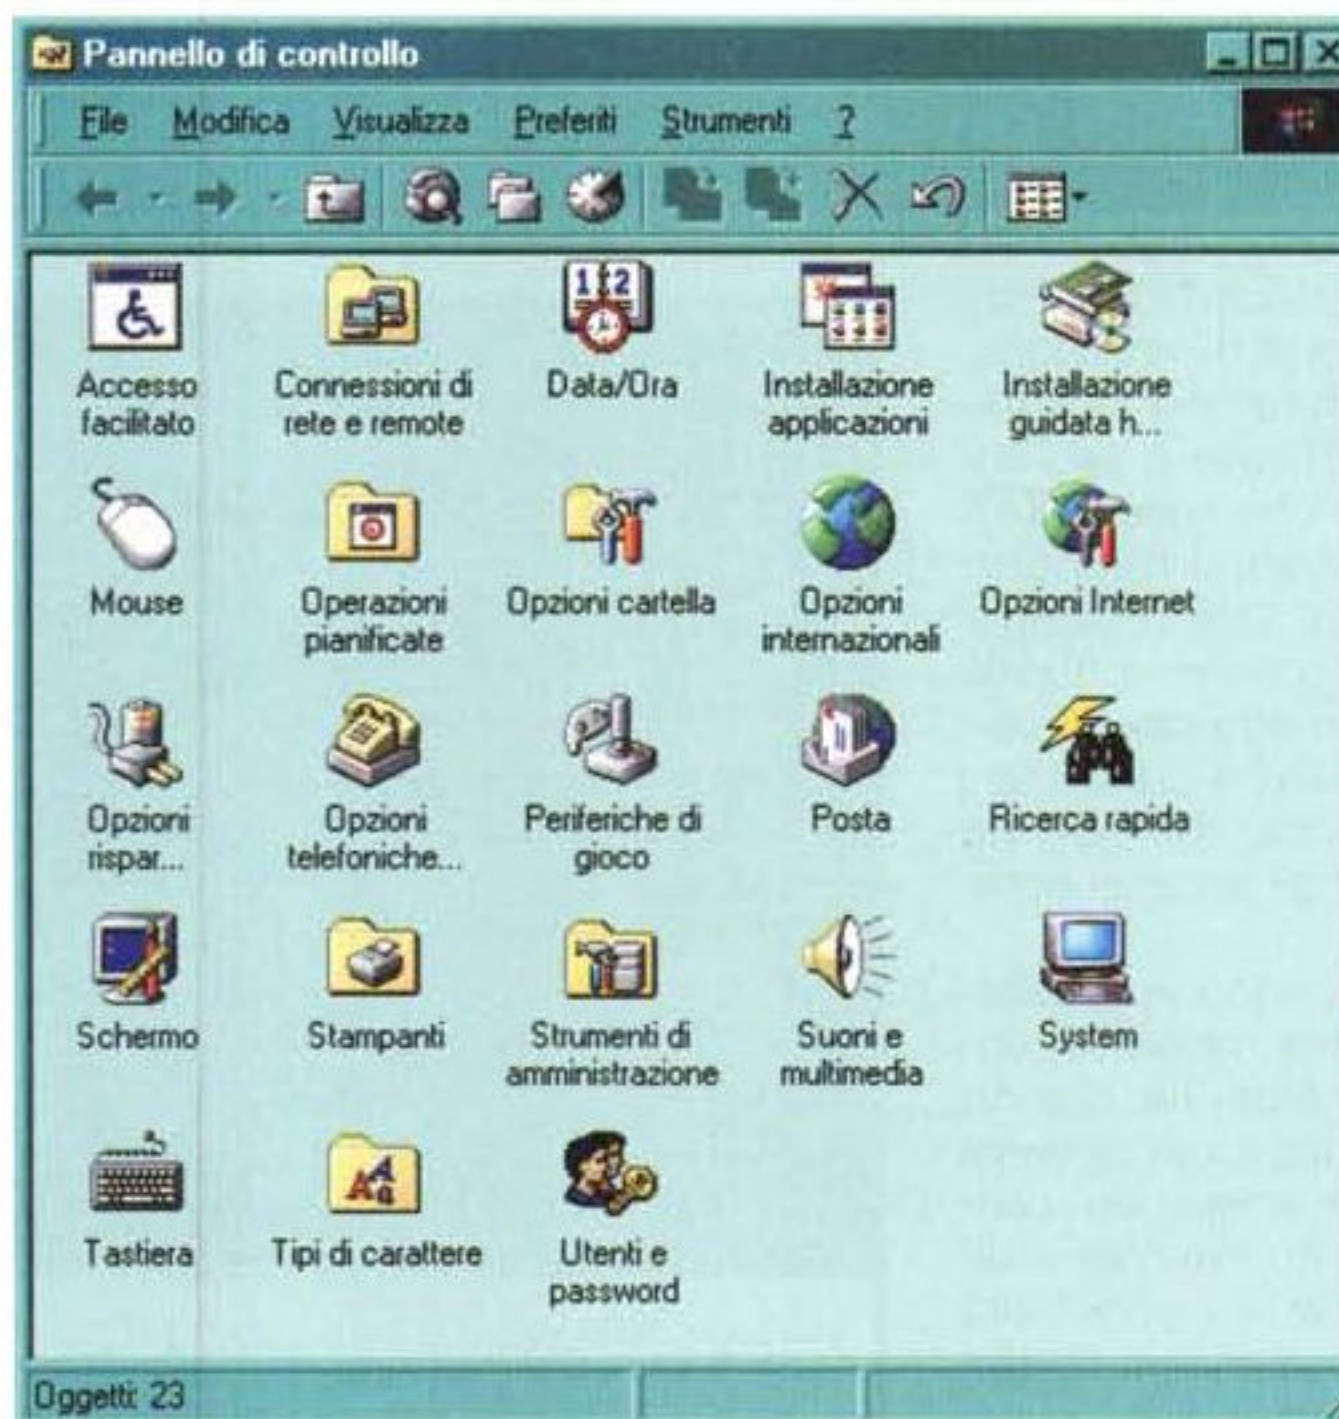 Pannello di controllo
File Modifica Visualizza Preferiti Strumenti ?
Accesso facilitato
Connessioni di rete e remote
1 2
Data/Ora
Installazione applicazioni
Installazione guidata h...
Mouse
Operazioni pianificate
Opzioni cartella
Opzioni internazionali
Opzioni Internet
Opzioni rispar...
Opzioni telefoniche...
Periferiche di gioco
Posta
Ricerca rapida
Schermo
Stampanti
Strumenti di amministrazione
Suoni e multimedia
System
Tastiera
Tipi di carattere
Utenti e password
Oggetti: 23